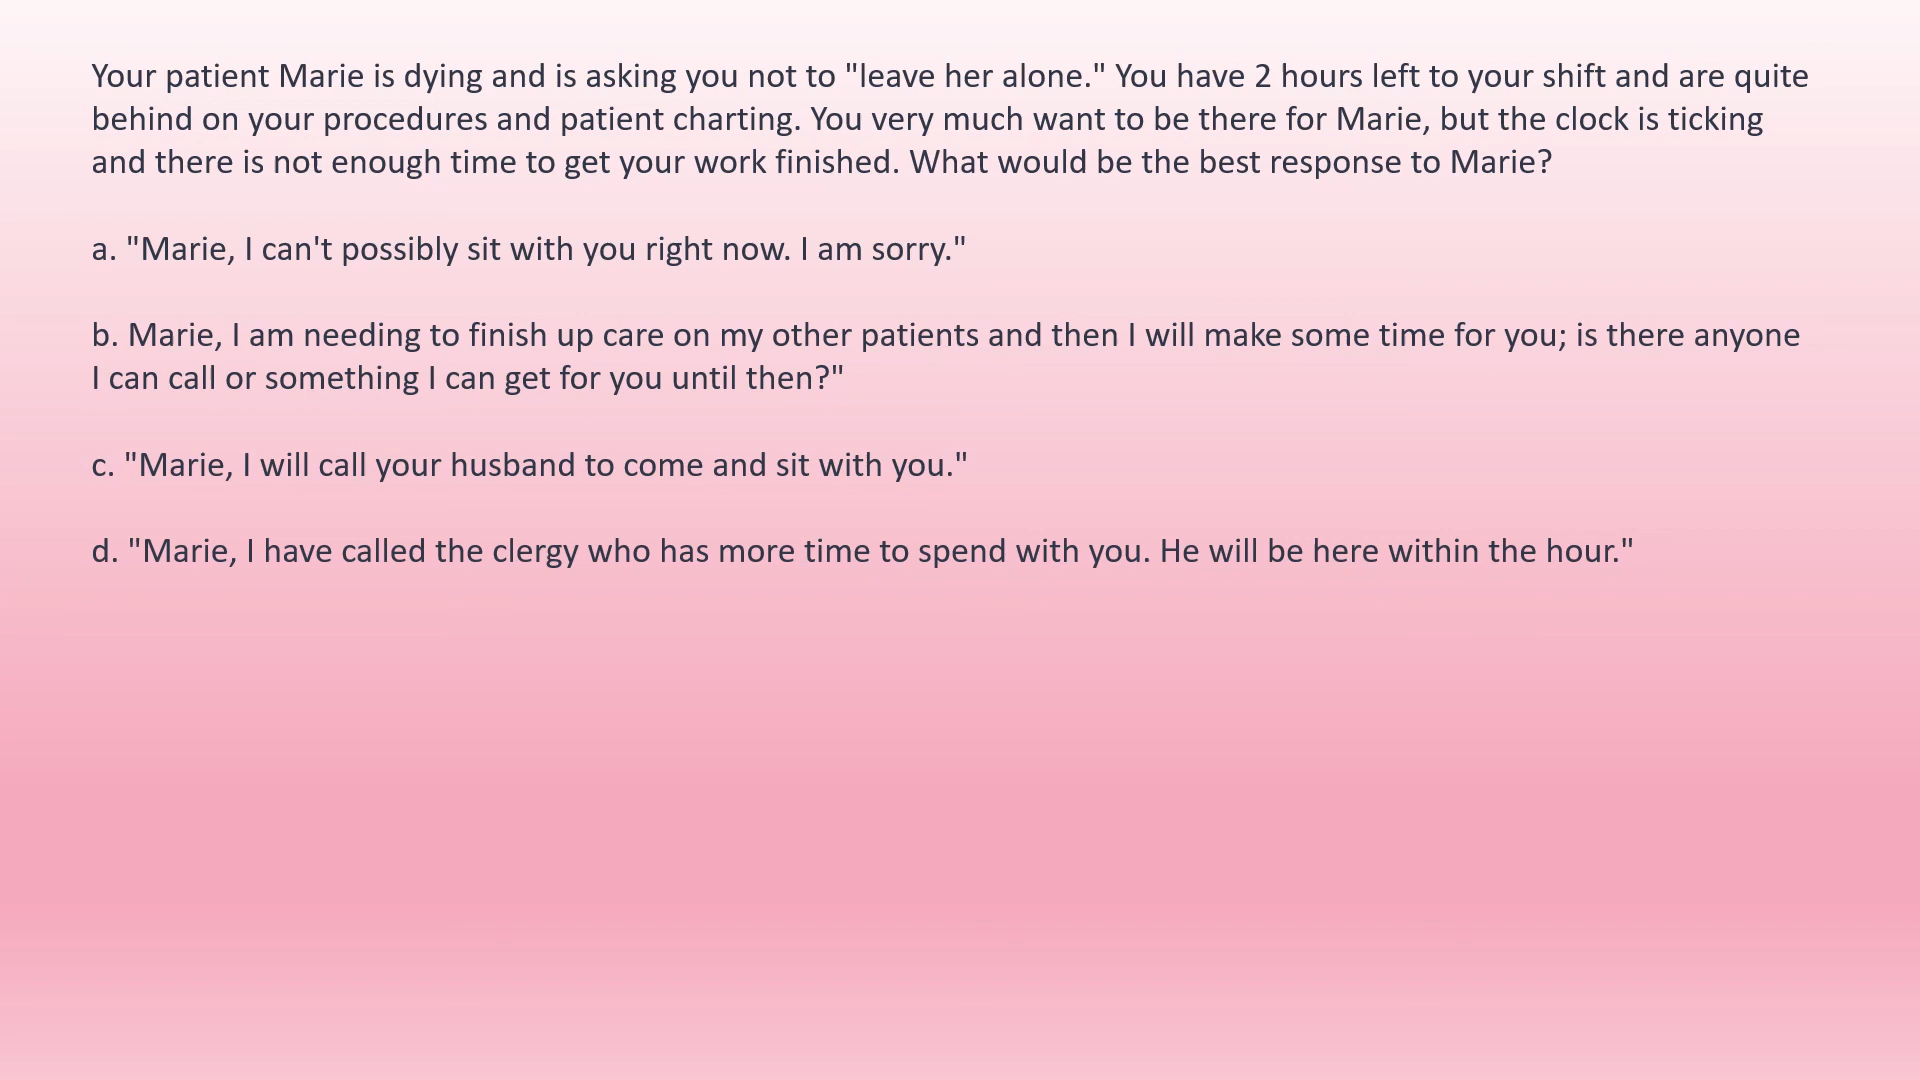 Your patient Marie is dying and is asking you not to "leave her alone." You have 2 hours left to your shift and are quite
behind on your procedures and patient charting. You very much want to be there for Marie, but the clock is ticking
and there is not enough time to get your work finished. What would be the best response to Marie?
a. "Marie, I can't possibly sit with you right now. I am sorry."
b. Marie, I am needing to finish up care on my other patients and then I will make some time for you; is there anyone
I can call or something I can get for you until then?"
c. "Marie, I will call your husband to come and sit with you."
d. "Marie, I have called the clergy who has more time to spend with you. He will be here within the hour."